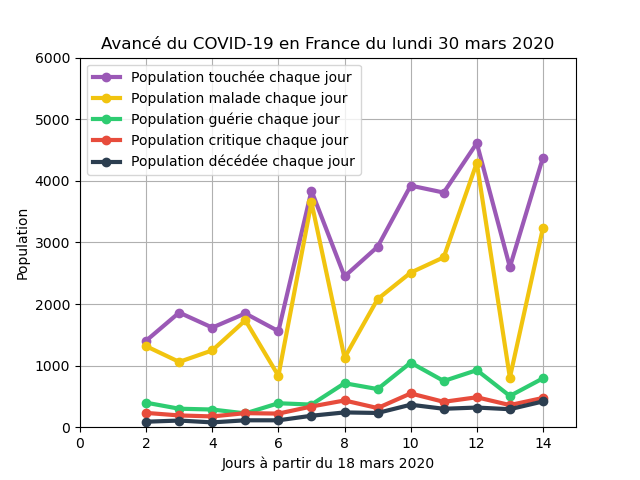 Avancé du COVID-19 en France du lundi 30 mars 2020
6000
5000
4000
3000
2000
1000
0
Population
Population touchée chaque jour
Population malade chaque jour
Population guérie chaque jour
Population critique chaque jour
Population décédée chaque jour
0 2 4 6 8 10 12 14
Jours à partir du 18 mars 2020